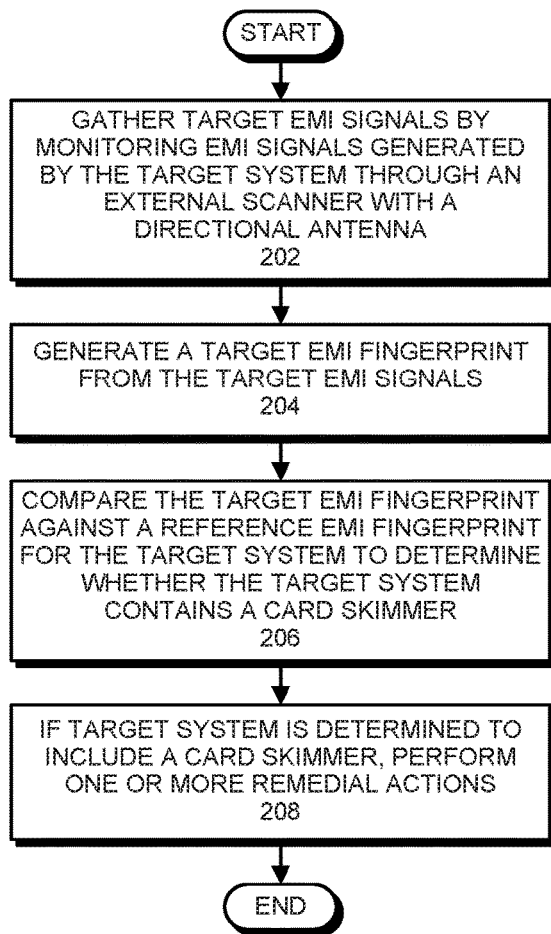 START
GATHER TARGET EMI SIGNALS BY
MONITORING EMI SIGNALS GENERATED
BY THE TARGET SYSTEM THROUGH AN
EXTERNAL SCANNER WITH A
DIRECTIONAL ANTENNA
202
GENERATE A TARGET EMI FINGERPRINT
FROM THE TARGET EMI SIGNALS
204
COMPARE THE TARGET EMI FINGERPRINT
AGAINST A REFERENCE EMI FINGERPRINT
FOR THE TARGET SYSTEM TO DETERMINE
WHETHER THE TARGET SYSTEM
CONTAINS A CARD SKIMMER
206
IF TARGET SYSTEM IS DETERMINED TO
INCLUDE A CARD SKIMMER, PERFORM
ONE OR MORE REMEDIAL ACTIONS
208
END